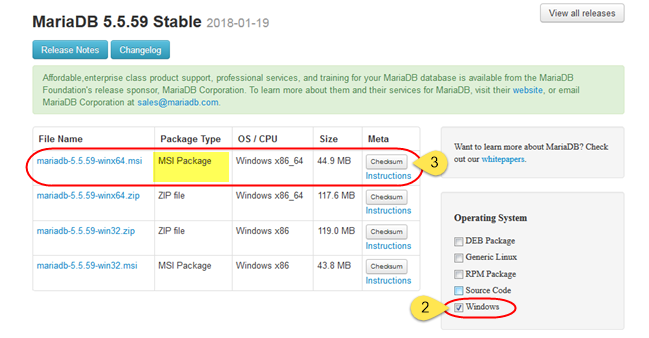 MariaDB 5.5.59 Stable 2018-01-19
View all releases
Release Notes
Changelog
Affordable,enterprise class product support, professional services, and training for your MariaDB database is available from the MariaDB
Foundation's release sponsor, MariaDB Corporation. To learn more about them and their services for MariaDB, visit their website, or email
MariaDB Corporation at sales@mariadb.com.
File Name Package Type OS / CPU Size Meta
mariadb-5.5.59-winx64.msi MSI Package Windows x86_64 44.9 MB Checksum
Instructions
mariadb-5.5.59-winx64.zip ZIP file Windows x86_64 117.6 MB Checksum
Instructions
mariadb-5.5.59-win32.zip ZIP file Windows x86 119.0 MB Checksum
Instructions
mariadb-5.5.59-win32.msi MSI Package Windows x86 43.8 MB Checksum
Instructions
3
Want to learn more about MariaDB? Check
out our whitepapers.
Operating System
DEB Package
Generic Linux
RPM Package
Source Code
2
Windows